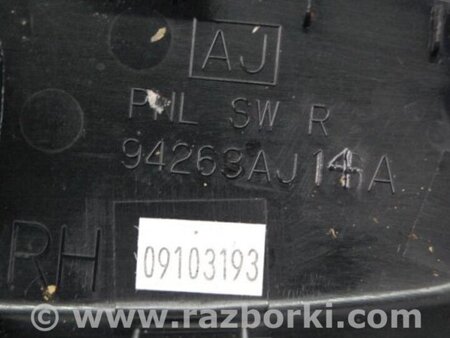 AJ
PNL SW R
94263AJ14A
RH
09103193
© www.razborki.com